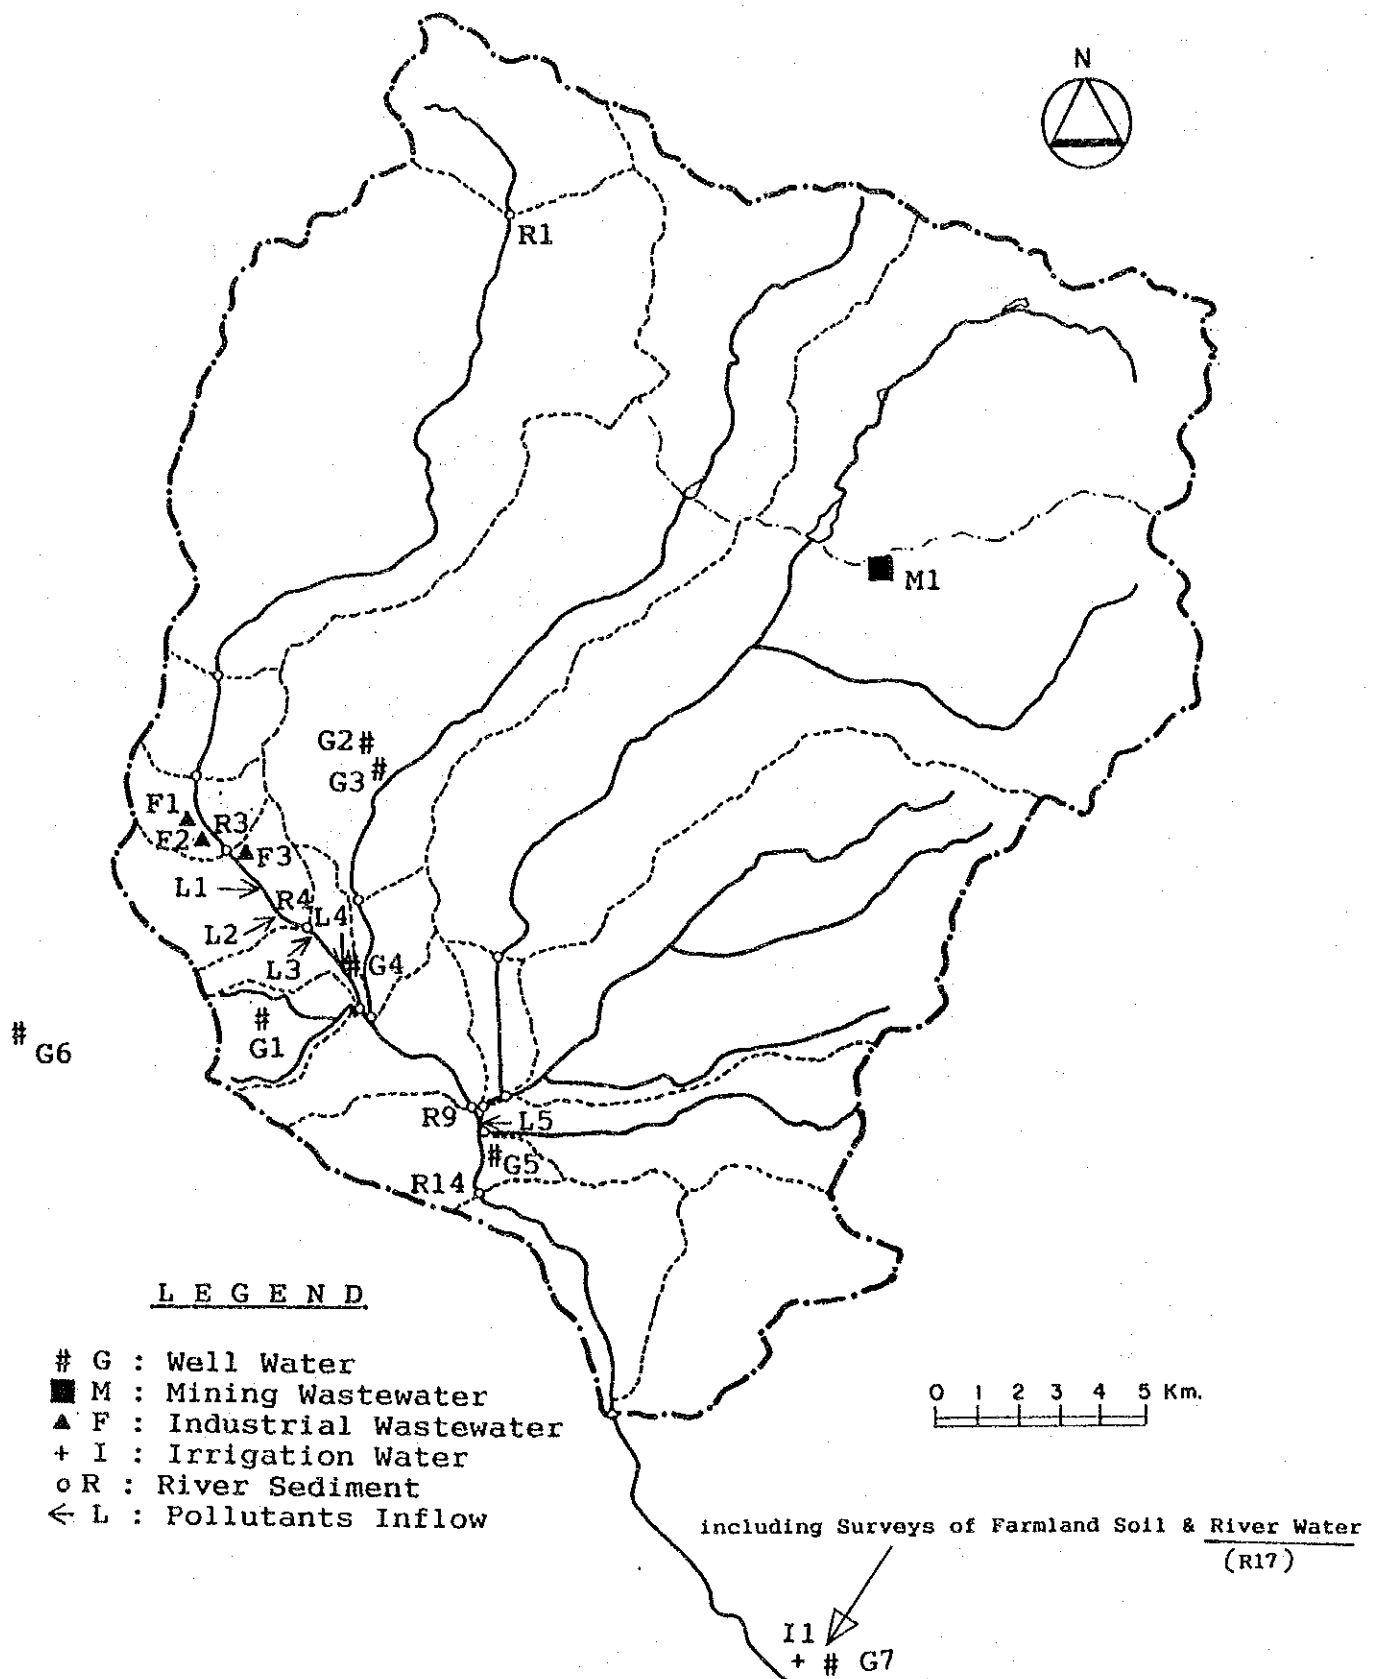 N
R1
M1
G2 #
G3 #
F1
F2
R3
F3
L1
R4
L4
L2
L3
# G4
#
G1
#
G6
R9
L5
# G5
R14
LEGEND
# G : Well Water
■ M : Mining Wastewater
▲ F : Industrial Wastewater
+ I : Irrigation Water
o R : River Sediment
← L : Pollutants Inflow
0 1 2 3 4 5 Km.
including Surveys of Farmland Soil & River Water
(R17)
I1
+ # G7